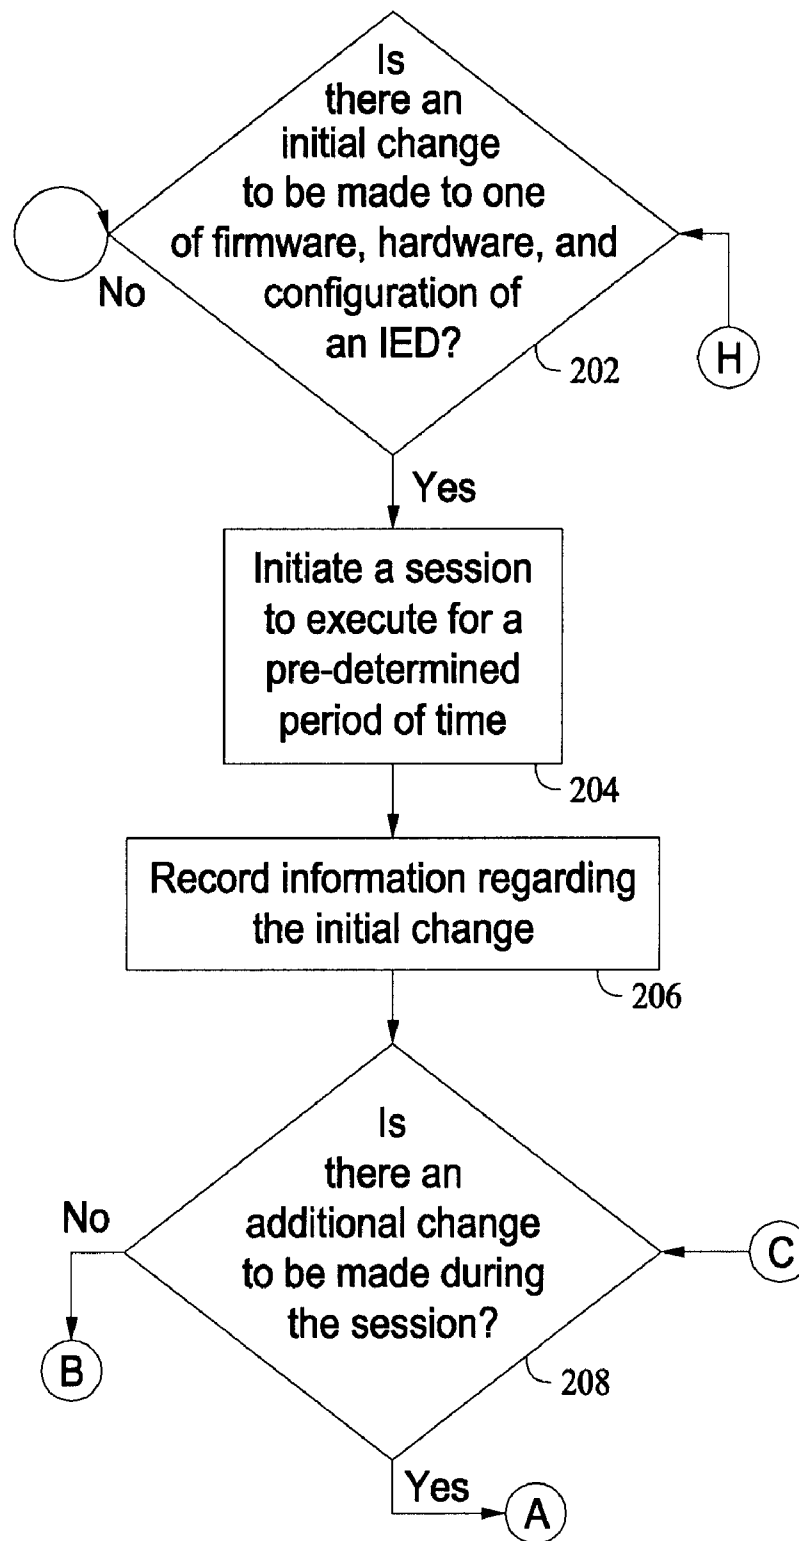 Is
there an
initial change
to be made to one
of firmware, hardware, and
configuration of
an IED?
No
202
H
Yes
Initiate a session
to execute for a
pre-determined
period of time
204
Record information regarding
the initial change
206
Is
there an
additional change
to be made during
the session?
No
C
B
208
Yes
A